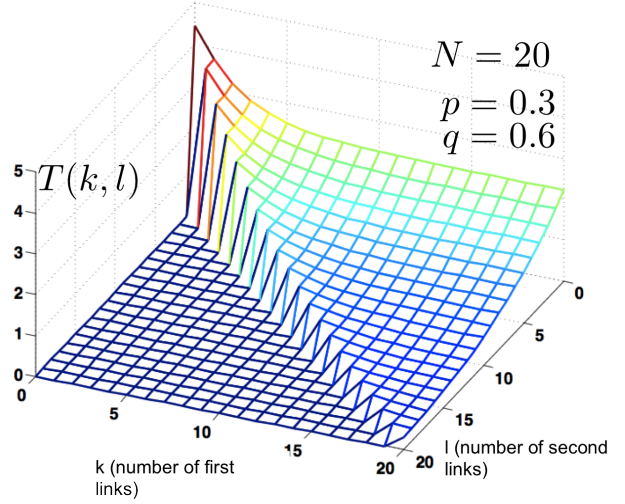 N = 20
p = 0.3
q = 0.6
T(k, l)
5
4
3
2
1
0
0
5
10
15
20
20
15
10
5
0
k (number of first
links)
l (number of second
links)